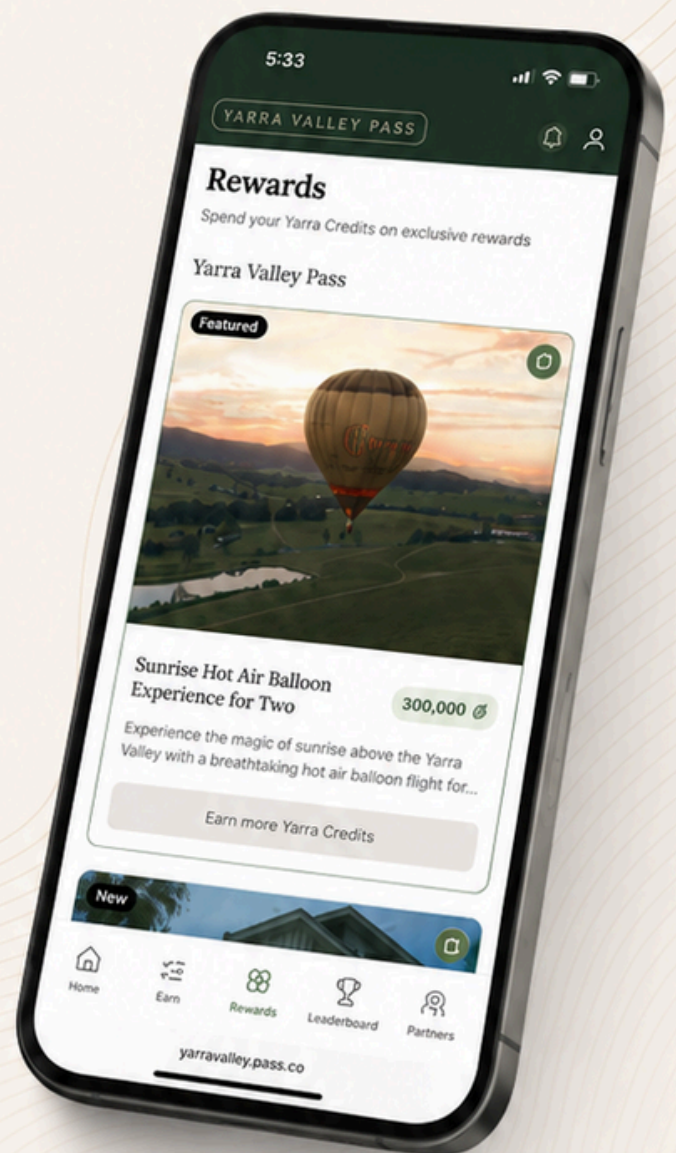 5:33
YARRA VALLEY PASS
Rewards
Spend your Yarra Credits on exclusive rewards
Yarra Valley Pass
Featured
Sunrise Hot Air Balloon
Experience for Two
300,000
Experience the magic of sunrise above the Yarra
Valley with a breathtaking hot air balloon flight for...
Earn more Yarra Credits
New
Home
Earn
Rewards
Leaderboard
Partners
yarravalley.pass.co